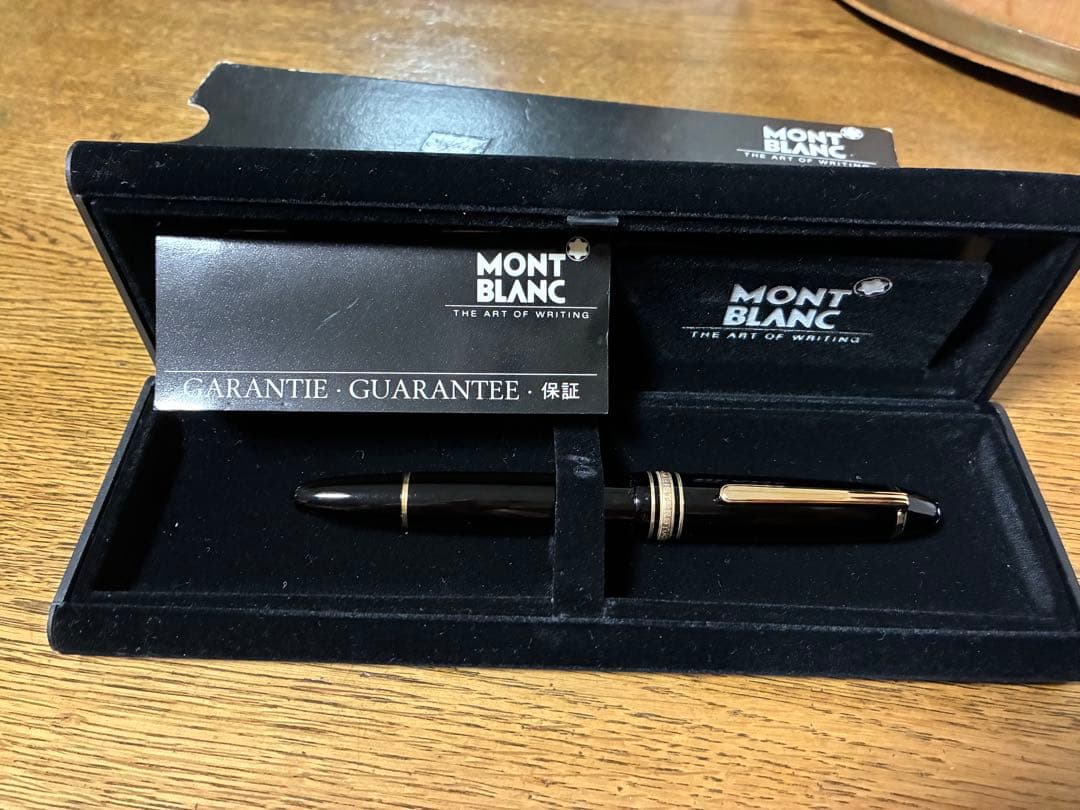 MONT
BLANC
THE ART OF WRITING
MONT
BLANC
THE ART OF WRITING
GARANTIE · GUARANTEE · 保証
MONT
BLANC
THE ART OF WRITING